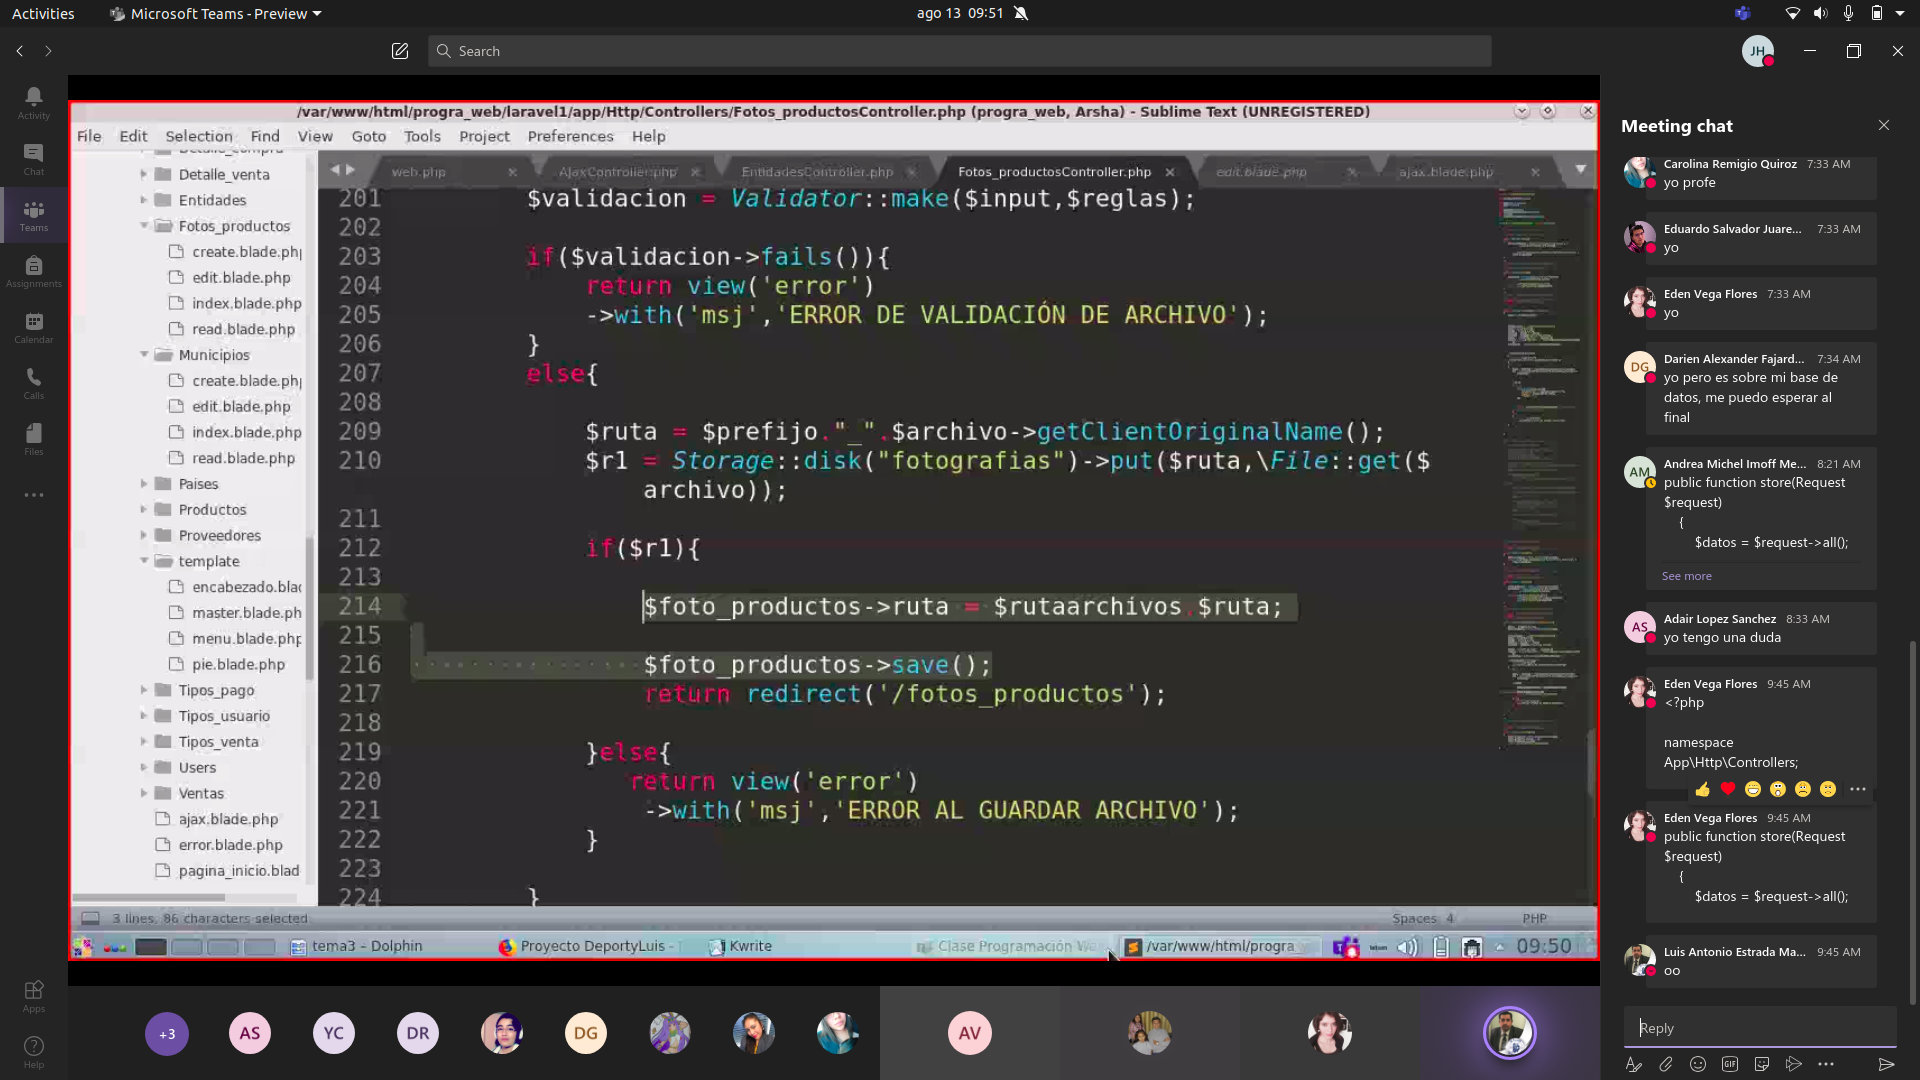 Activities
Microsoft Teams - Preview
ago 13 09:51
Search
JH
Activity
Chat
Teams
Assignments
Calendar
Calls
Files
Apps
Help
/var/www/html/progra_web/laravel1/app/Http/Controllers/Fotos_productosController.php (progra_web, Arsha) - Sublime Text (UNREGISTERED)
File Edit Selection Find View Goto Tools Project Preferences Help
Detalle_compra
Detalle_venta
Entidades
Fotos_productos
create.blade.php
edit.blade.php
index.blade.php
read.blade.php
Municipios
create.blade.php
edit.blade.php
index.blade.php
read.blade.php
Paises
Productos
Proveedores
template
encabezado.blad
master.blade.ph
menu.blade.php
pie.blade.php
Tipos_pago
Tipos_usuario
Tipos_venta
Users
Ventas
ajax.blade.php
error.blade.php
pagina_inicio.blad
web.php
AjaxController.php
EntidadesController.php
Fotos_productosController.php
edit.blade.php
ajax.blade.php
201 $validacion = Validator::make($input,$reglas);
202
203 if($validacion->fails()){
204 return view('error')
205 ->with('msj','ERROR DE VALIDACIÓN DE ARCHIVO');
206 }
207 else{
208
209 $ruta = $prefijo."_".$archivo->getClientOriginalName();
210 $r1 = Storage::disk("fotografias")->put($ruta,\File::get($
archivo));
211
212 if($r1){
213
214 $foto_productos->ruta = $rutaarchivos.$ruta;
215
216 $foto_productos->save();
217 return redirect('/fotos_productos');
218
219 }else{
220 return view('error')
221 ->with('msj','ERROR AL GUARDAR ARCHIVO');
222 }
223
224 }
3 lines, 86 characters selected
Spaces: 4
PHP
tema3 – Dolphin
Proyecto DeportyLuis -
Kwrite
Clase Programación We
/var/www/html/progra
09:50
+3
AS
YC
DR
DG
AV
Meeting chat
Carolina Remigio Quiroz 7:33 AM
yo profe
Eduardo Salvador Juare... 7:33 AM
yo
Eden Vega Flores 7:33 AM
yo
DG
Darien Alexander Fajard... 7:34 AM
yo pero es sobre mi base de
datos, me puedo esperar al
final
AM
Andrea Michel Imoff Me... 8:21 AM
public function store(Request
$request)
{
$datos = $request->all();
See more
AS
Adair Lopez Sanchez 8:33 AM
yo tengo una duda
Eden Vega Flores 9:45 AM
<?php
namespace
App\Http\Controllers;
Eden Vega Flores 9:45 AM
public function store(Request
$request)
{
$datos = $request->all();
Luis Antonio Estrada Ma... 9:45 AM
oo
Reply
GIF